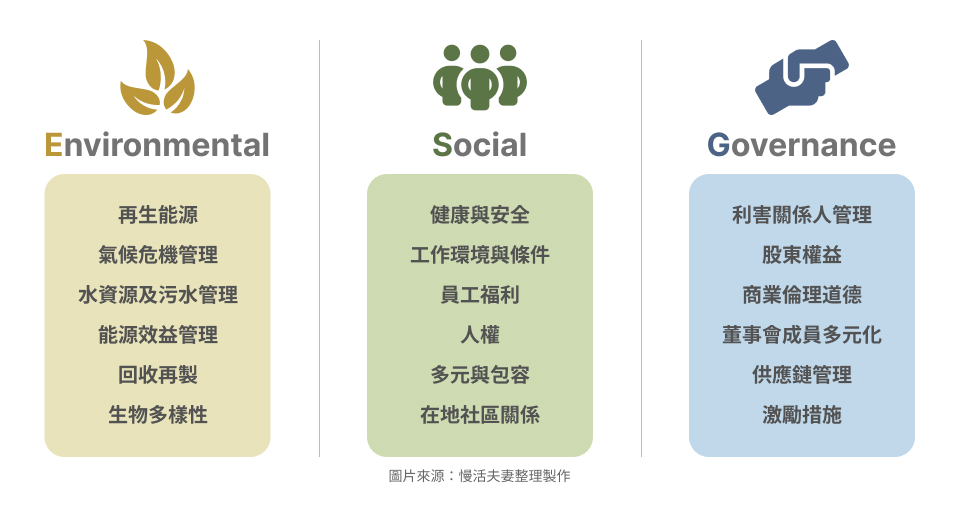 Environmental
再生能源
氣候危機管理
水資源及污水管理
能源效益管理
回收再製
生物多樣性
Social
健康與安全
工作環境與條件
員工福利
人權
多元與包容
在地社區關係
Governance
利害關係人管理
股東權益
商業倫理道德
董事會成員多元化
供應鏈管理
激勵措施
圖片來源：慢活夫妻整理製作